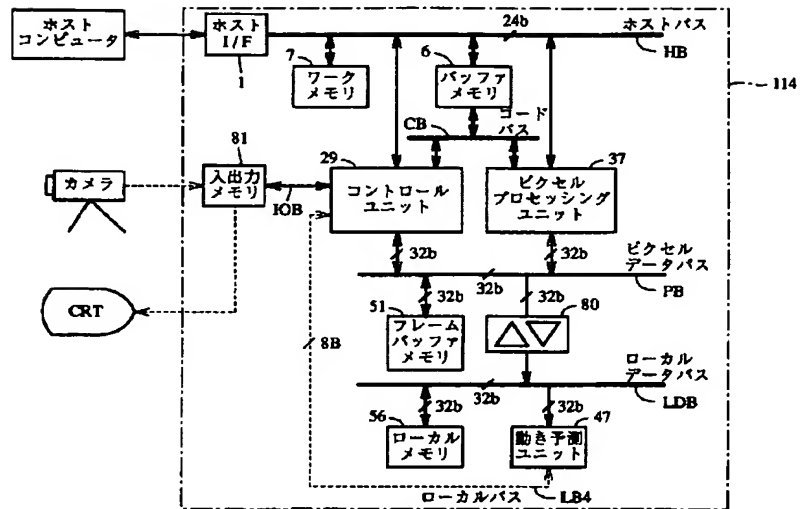 ホスト
コンピュータ
ホスト
I/F
1
24b
ホストバス
HB
7
ワーク
メモリ
6
バッファ
メモリ
114
CB
コード
バス
81
29
37
カメラ
入出力
メモリ
IOB
コントロール
ユニット
ピクセル
プロセッシング
ユニット
32b
32b
ピクセル
データバス
32b
PB
CRT
32b
32b
51
80
フレーム
バッファ
メモリ
8B
ローカル
データバス
32b
LDB
32b
32b
56
47
ローカル
メモリ
動き予測
ユニット
ローカルバス
LB4